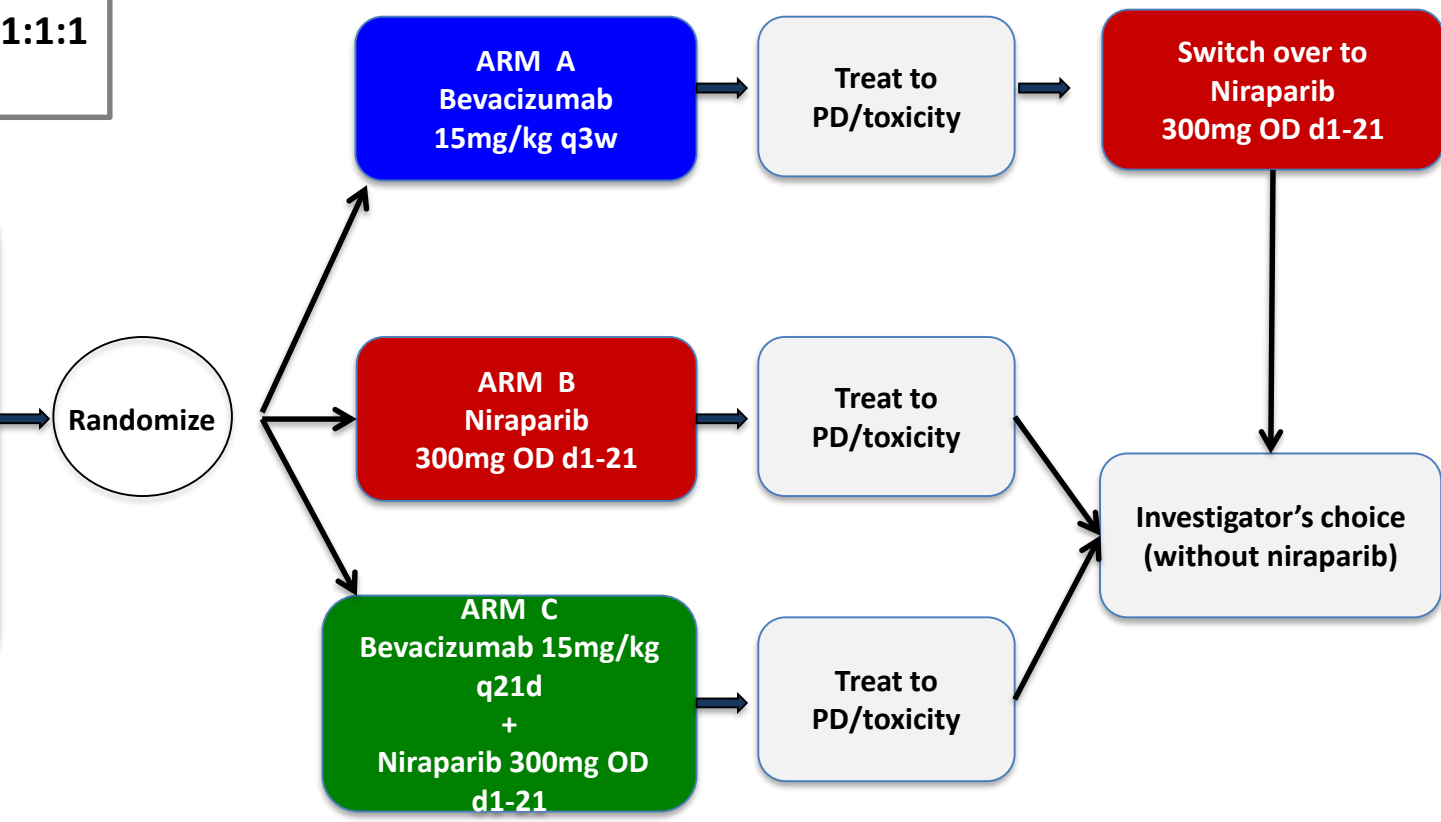 1:1:1
ARM A
Bevacizumab
15mg/kg q3w
Treat to
PD/toxicity
Switch over to
Niraparib
300mg OD d1-21
Randomize
ARM B
Niraparib
300mg OD d1-21
Treat to
PD/toxicity
Investigator’s choice
(without niraparib)
ARM C
Bevacizumab 15mg/kg
q21d
+
Niraparib 300mg OD
d1-21
Treat to
PD/toxicity